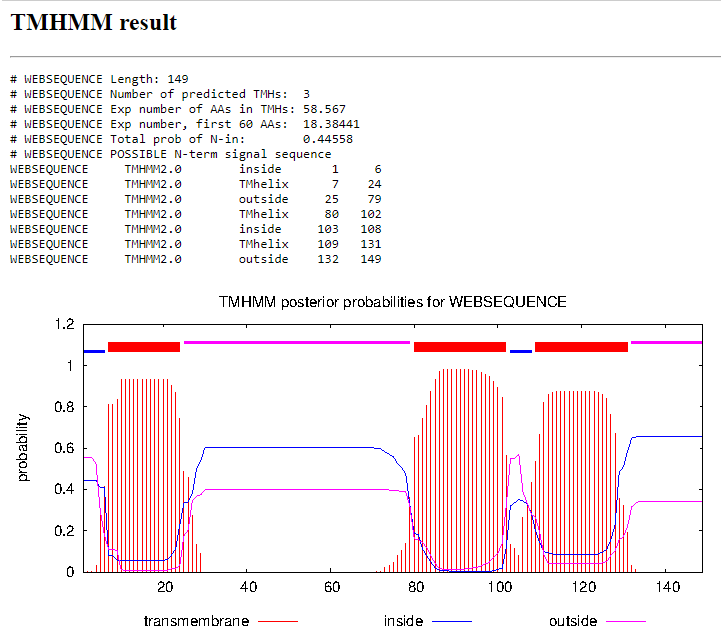 TMHMM result
# WEBSEQUENCE Length: 149
# WEBSEQUENCE Number of predicted TMHs: 3
# WEBSEQUENCE Exp number of AAs in TMHs: 58.567
# WEBSEQUENCE Exp number, first 60 AAs: 18.38441
# WEBSEQUENCE Total prob of N-in: 0.44558
# WEBSEQUENCE POSSIBLE N-term signal sequence
WEBSEQUENCE TMHMM2.0 inside 1 6
WEBSEQUENCE TMHMM2.0 TMhelix 7 24
WEBSEQUENCE TMHMM2.0 outside 25 79
WEBSEQUENCE TMHMM2.0 TMhelix 80 102
WEBSEQUENCE TMHMM2.0 inside 103 108
WEBSEQUENCE TMHMM2.0 TMhelix 109 131
WEBSEQUENCE TMHMM2.0 outside 132 149
TMHMM posterior probabilities for WEBSEQUENCE
1.2
1
0.8
0.6
0.4
0.2
0
probability
20 40 60 80 100 120 140
transmembrane inside outside